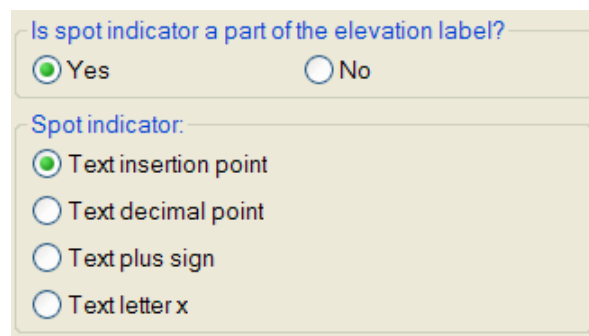 Is spot indicator a part of the elevation label?
Yes No
Spot indicator:
Text insertion point
Text decimal point
Text plus sign
Text letter x